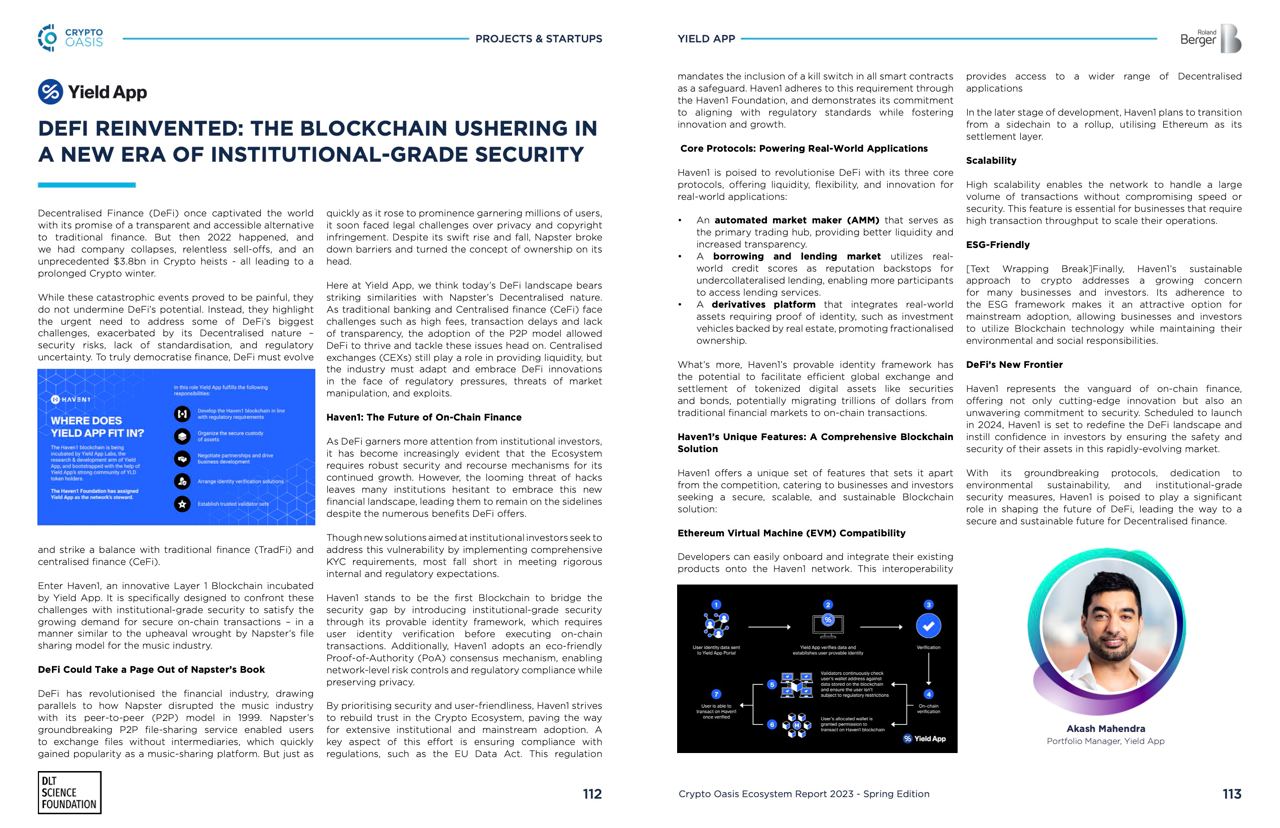 CRYPTO
OASIS
PROJECTS & STARTUPS
Yield App
DEFI REINVENTED: THE BLOCKCHAIN USHERING IN
A NEW ERA OF INSTITUTIONAL-GRADE SECURITY
Decentralised Finance (DeFi) once captivated the world
with its promise of a transparent and accessible alternative
to traditional finance. But then 2022 happened, and
we had company collapses, relentless sell-offs, and an
unprecedented $3.8bn in Crypto heists - all leading to a
prolonged Crypto winter.
While these catastrophic events proved to be painful, they
do not undermine DeFi's potential. Instead, they highlight
the urgent need to address some of DeFi's biggest
challenges, exacerbated by its Decentralised nature –
security risks, lack of standardisation, and regulatory
uncertainty. To truly democratise finance, DeFi must evolve
HAVEN1
WHERE DOES
YIELD APP FIT IN?
The Haven1 blockchain is being
incubated by Yield App Labs, the
research & development arm of Yield
App, and bootstrapped with the help of
Yield App's strong community of YLD
token holders.
The Haven1 Foundation has assigned
Yield App as the network's steward.
In this role Yield App fulfills the following
responsibilities:
Develop the Haven1 blockchain in line
with regulatory requirements
Organize the secure custody
of assets
Negotiate partnerships and drive
business development
Arrange identity verification solutions
Establish trusted validator sets
and strike a balance with traditional finance (TradFi) and
centralised finance (CeFi).
Enter Haven1, an innovative Layer 1 Blockchain incubated
by Yield App. It is specifically designed to confront these
challenges with institutional-grade security to satisfy the
growing demand for secure on-chain transactions – in a
manner similar to the upheaval wrought by Napster's file
sharing model for the music industry.
DeFi Could Take a Page Out of Napster's Book
DeFi has revolutionised the financial industry, drawing
parallels to how Napster disrupted the music industry
with its peer-to-peer (P2P) model in 1999. Napster's
groundbreaking P2P file-sharing service enabled users
to exchange files without intermediaries, which quickly
gained popularity as a music-sharing platform. But just as
quickly as it rose to prominence garnering millions of users,
it soon faced legal challenges over privacy and copyright
infringement. Despite its swift rise and fall, Napster broke
down barriers and turned the concept of ownership on its
head.
Here at Yield App, we think today's DeFi landscape bears
striking similarities with Napster's Decentralised nature.
As traditional banking and Centralised finance (CeFi) face
challenges such as high fees, transaction delays and lack
of transparency, the adoption of the P2P model allowed
DeFi to thrive and tackle these issues head on. Centralised
exchanges (CEXs) still play a role in providing liquidity, but
the industry must adapt and embrace DeFi innovations
in the face of regulatory pressures, threats of market
manipulation, and exploits.
Haven1: The Future of On-Chain Finance
As DeFi garners more attention from institutional investors,
it has become increasingly evident that the Ecosystem
requires robust security and recourse mechanisms for its
continued growth. However, the looming threat of hacks
leaves many institutions hesitant to embrace this new
financial landscape, leading them to remain on the sidelines
despite the numerous benefits DeFi offers.
Though new solutions aimed at institutional investors seek to
address this vulnerability by implementing comprehensive
KYC requirements, most fall short in meeting rigorous
internal and regulatory expectations.
Haven1 stands to be the first Blockchain to bridge the
security gap by introducing institutional-grade security
through its provable identity framework, which requires
user identity verification before executing on-chain
transactions. Additionally, Haven1 adopts an eco-friendly
Proof-of-Authority (PoA) consensus mechanism, enabling
network-level risk controls and regulatory compliance while
preserving privacy.
By prioritising security and user-friendliness, Haven1 strives
to rebuild trust in the Crypto Ecosystem, paving the way
for extensive institutional and mainstream adoption. A
key aspect of this effort is ensuring compliance with
regulations, such as the EU Data Act. This regulation
DLT
SCIENCE
FOUNDATION
112
YIELD APP
Roland
Berger
mandates the inclusion of a kill switch in all smart contracts
as a safeguard. Haven1 adheres to this requirement through
the Haven1 Foundation, and demonstrates its commitment
to aligning with regulatory standards while fostering
innovation and growth.
Core Protocols: Powering Real-World Applications
Haven1 is poised to revolutionise DeFi with its three core
protocols, offering liquidity, flexibility, and innovation for
real-world applications:
• An automated market maker (AMM) that serves as
the primary trading hub, providing better liquidity and
increased transparency.
• A borrowing and lending market utilizes real-
world credit scores as reputation backstops for
undercollateralised lending, enabling more participants
to access lending services.
• A derivatives platform that integrates real-world
assets requiring proof of identity, such as investment
vehicles backed by real estate, promoting fractionalised
ownership.
What's more, Haven1's provable identity framework has
the potential to facilitate efficient global exchange and
settlement of tokenized digital assets like securities
and bonds, potentially migrating trillions of dollars from
traditional financial markets to on-chain transactions.
Haven1's Unique Features: A Comprehensive Blockchain
Solution
Haven1 offers a unique set of features that sets it apart
from the competition, catering to businesses and investors
seeking a secure, scalable, and sustainable Blockchain
solution:
Ethereum Virtual Machine (EVM) Compatibility
Developers can easily onboard and integrate their existing
products onto the Haven1 network. This interoperability
1
User identity data sent
to Yield App Portal
2
Yield App verifies data and
establishes user provable identity
3
Verification
7
User is able to
transact on Haven1
once verified
5
Validators continuously check
user's wallet address against
data stored on the blockchain
and ensure the user isn't
subject to regulatory restrictions
4
On-chain
verification
6
User's allocated wallet is
granted permission to
transact on Haven1 blockchain
Yield App
provides access to a wider range of Decentralised
applications
In the later stage of development, Haven1 plans to transition
from a sidechain to a rollup, utilising Ethereum as its
settlement layer.
Scalability
High scalability enables the network to handle a large
volume of transactions without compromising speed or
security. This feature is essential for businesses that require
high transaction throughput to scale their operations.
ESG-Friendly
[Text Wrapping Break]Finally, Haven1's sustainable
approach to crypto addresses a growing concern
for many businesses and investors. Its adherence to
the ESG framework makes it an attractive option for
mainstream adoption, allowing businesses and investors
to utilize Blockchain technology while maintaining their
environmental and social responsibilities.
DeFi's New Frontier
Haven1 represents the vanguard of on-chain finance,
offering not only cutting-edge innovation but also an
unwavering commitment to security. Scheduled to launch
in 2024, Haven1 is set to redefine the DeFi landscape and
instill confidence in investors by ensuring the safety and
security of their assets in this rapidly-evolving market.
With its groundbreaking protocols, dedication to
environmental sustainability, and institutional-grade
security measures, Haven1 is poised to play a significant
role in shaping the future of DeFi, leading the way to a
secure and sustainable future for Decentralised finance.
Akash Mahendra
Portfolio Manager, Yield App
Crypto Oasis Ecosystem Report 2023 - Spring Edition
113